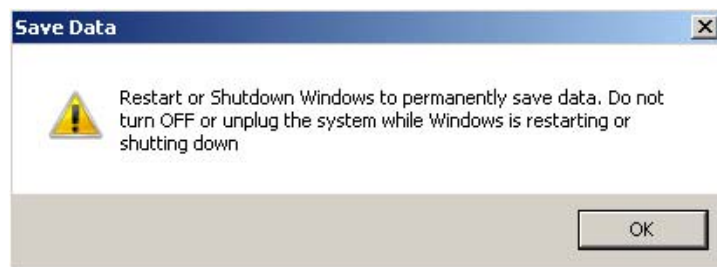 Save Data
Restart or Shutdown Windows to permanently save data. Do not
turn OFF or unplug the system while Windows is restarting or
shutting down
OK